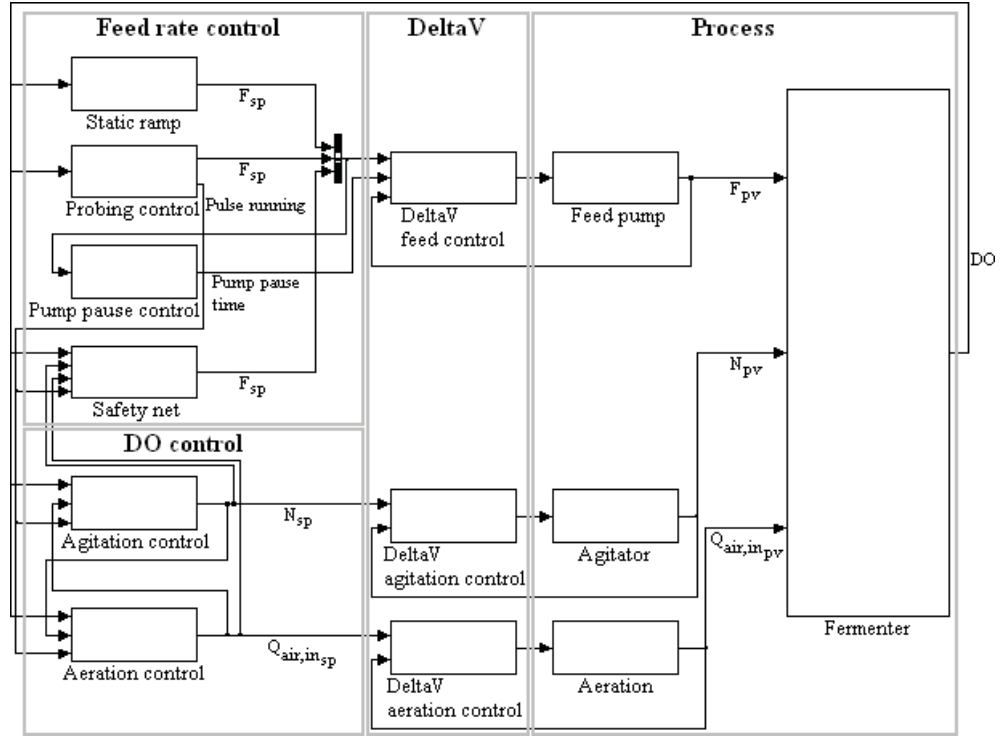 Feed rate control
DeltaV
Process
Static ramp
F_sp
Probing control
F_sp
Pulse running
Pump pause control
Pump pause
time
Safety net
F_sp
DeltaV
feed control
Feed pump
F_pv
DO
N_pv
DO control
Agitation control
N_sp
DeltaV
agitation control
Agitator
Q_air,in_pv
Fermenter
Aeration control
Q_air,in_sp
DeltaV
aeration control
Aeration